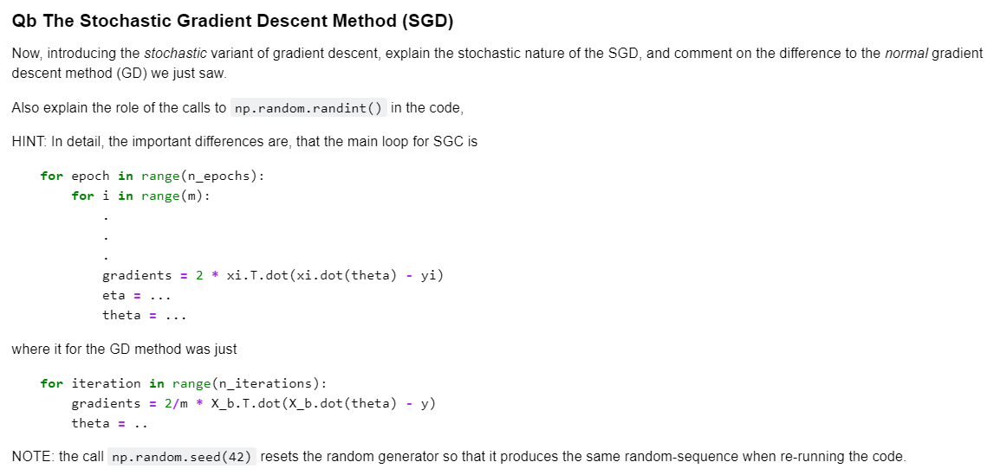 Qb The Stochastic Gradient Descent Method (SGD)
Now, introducing the stochastic variant of gradient descent, explain the stochastic nature of the SGD, and comment on the difference to the normal gradient
descent method (GD) we just saw.
Also explain the role of the calls to np.random.randint() in the code,
HINT: In detail, the important differences are, that the main loop for SGC is
for epoch in range(n_epochs):
    for i in range(m):
        .
        .
        .
        gradients = 2 * xi.T.dot(xi.dot(theta) - yi)
        eta = ...
        theta = ...
where it for the GD method was just
for iteration in range(n_iterations):
    gradients = 2/m * X_b.T.dot(X_b.dot(theta) - y)
    theta = ..
NOTE: the call np.random.seed(42) resets the random generator so that it produces the same random-sequence when re-running the code.